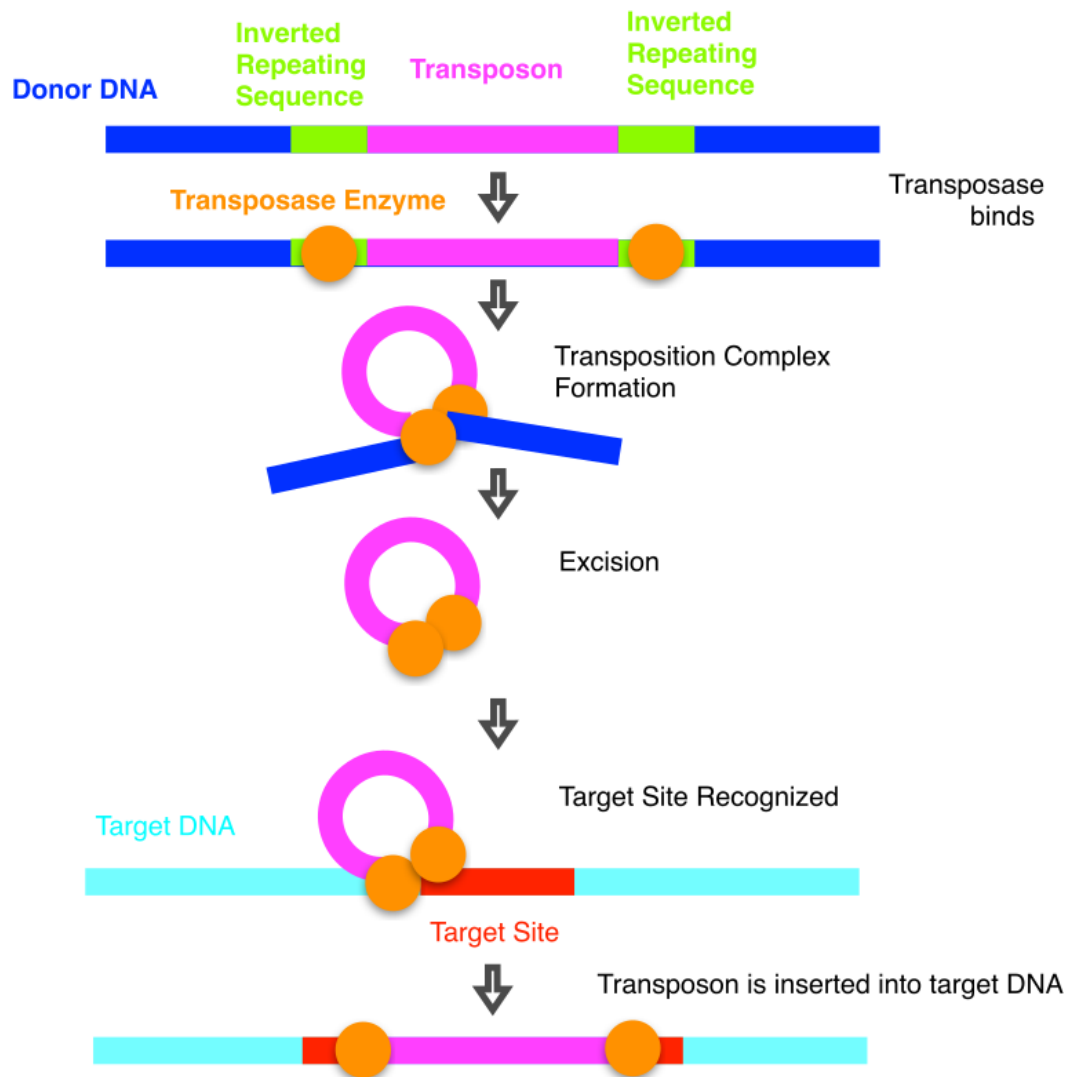 Inverted
Repeating
Sequence
Transposon
Inverted
Repeating
Sequence
Donor DNA
Transposase Enzyme
Transposase
binds
Transposition Complex
Formation
Excision
Target Site Recognized
Target DNA
Target Site
Transposon is inserted into target DNA